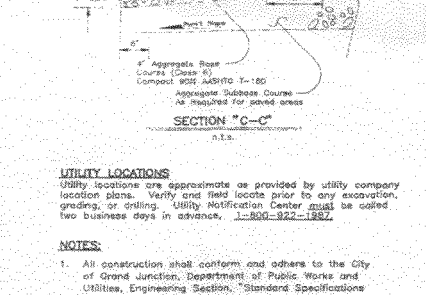 6"
4" Aggregate Base
Course (Class 6)
Compact 90% AASHTO T-180
Aggregate Subbase Course
As Required for paved areas
SECTION "C-C"
n.t.s.
UTILITY LOCATIONS
Utility locations are approximate as provided by utility company
location plans. Verify and field locate prior to any excavation,
grading, or drilling. Utility Notification Center must be called
two business days in advance, 1-800-922-1987.
NOTES:
1. All construction shall conform and adhere to the City
of Grand Junction, Department of Public Works and
Utilities, Engineering Section, "Standard Specifications